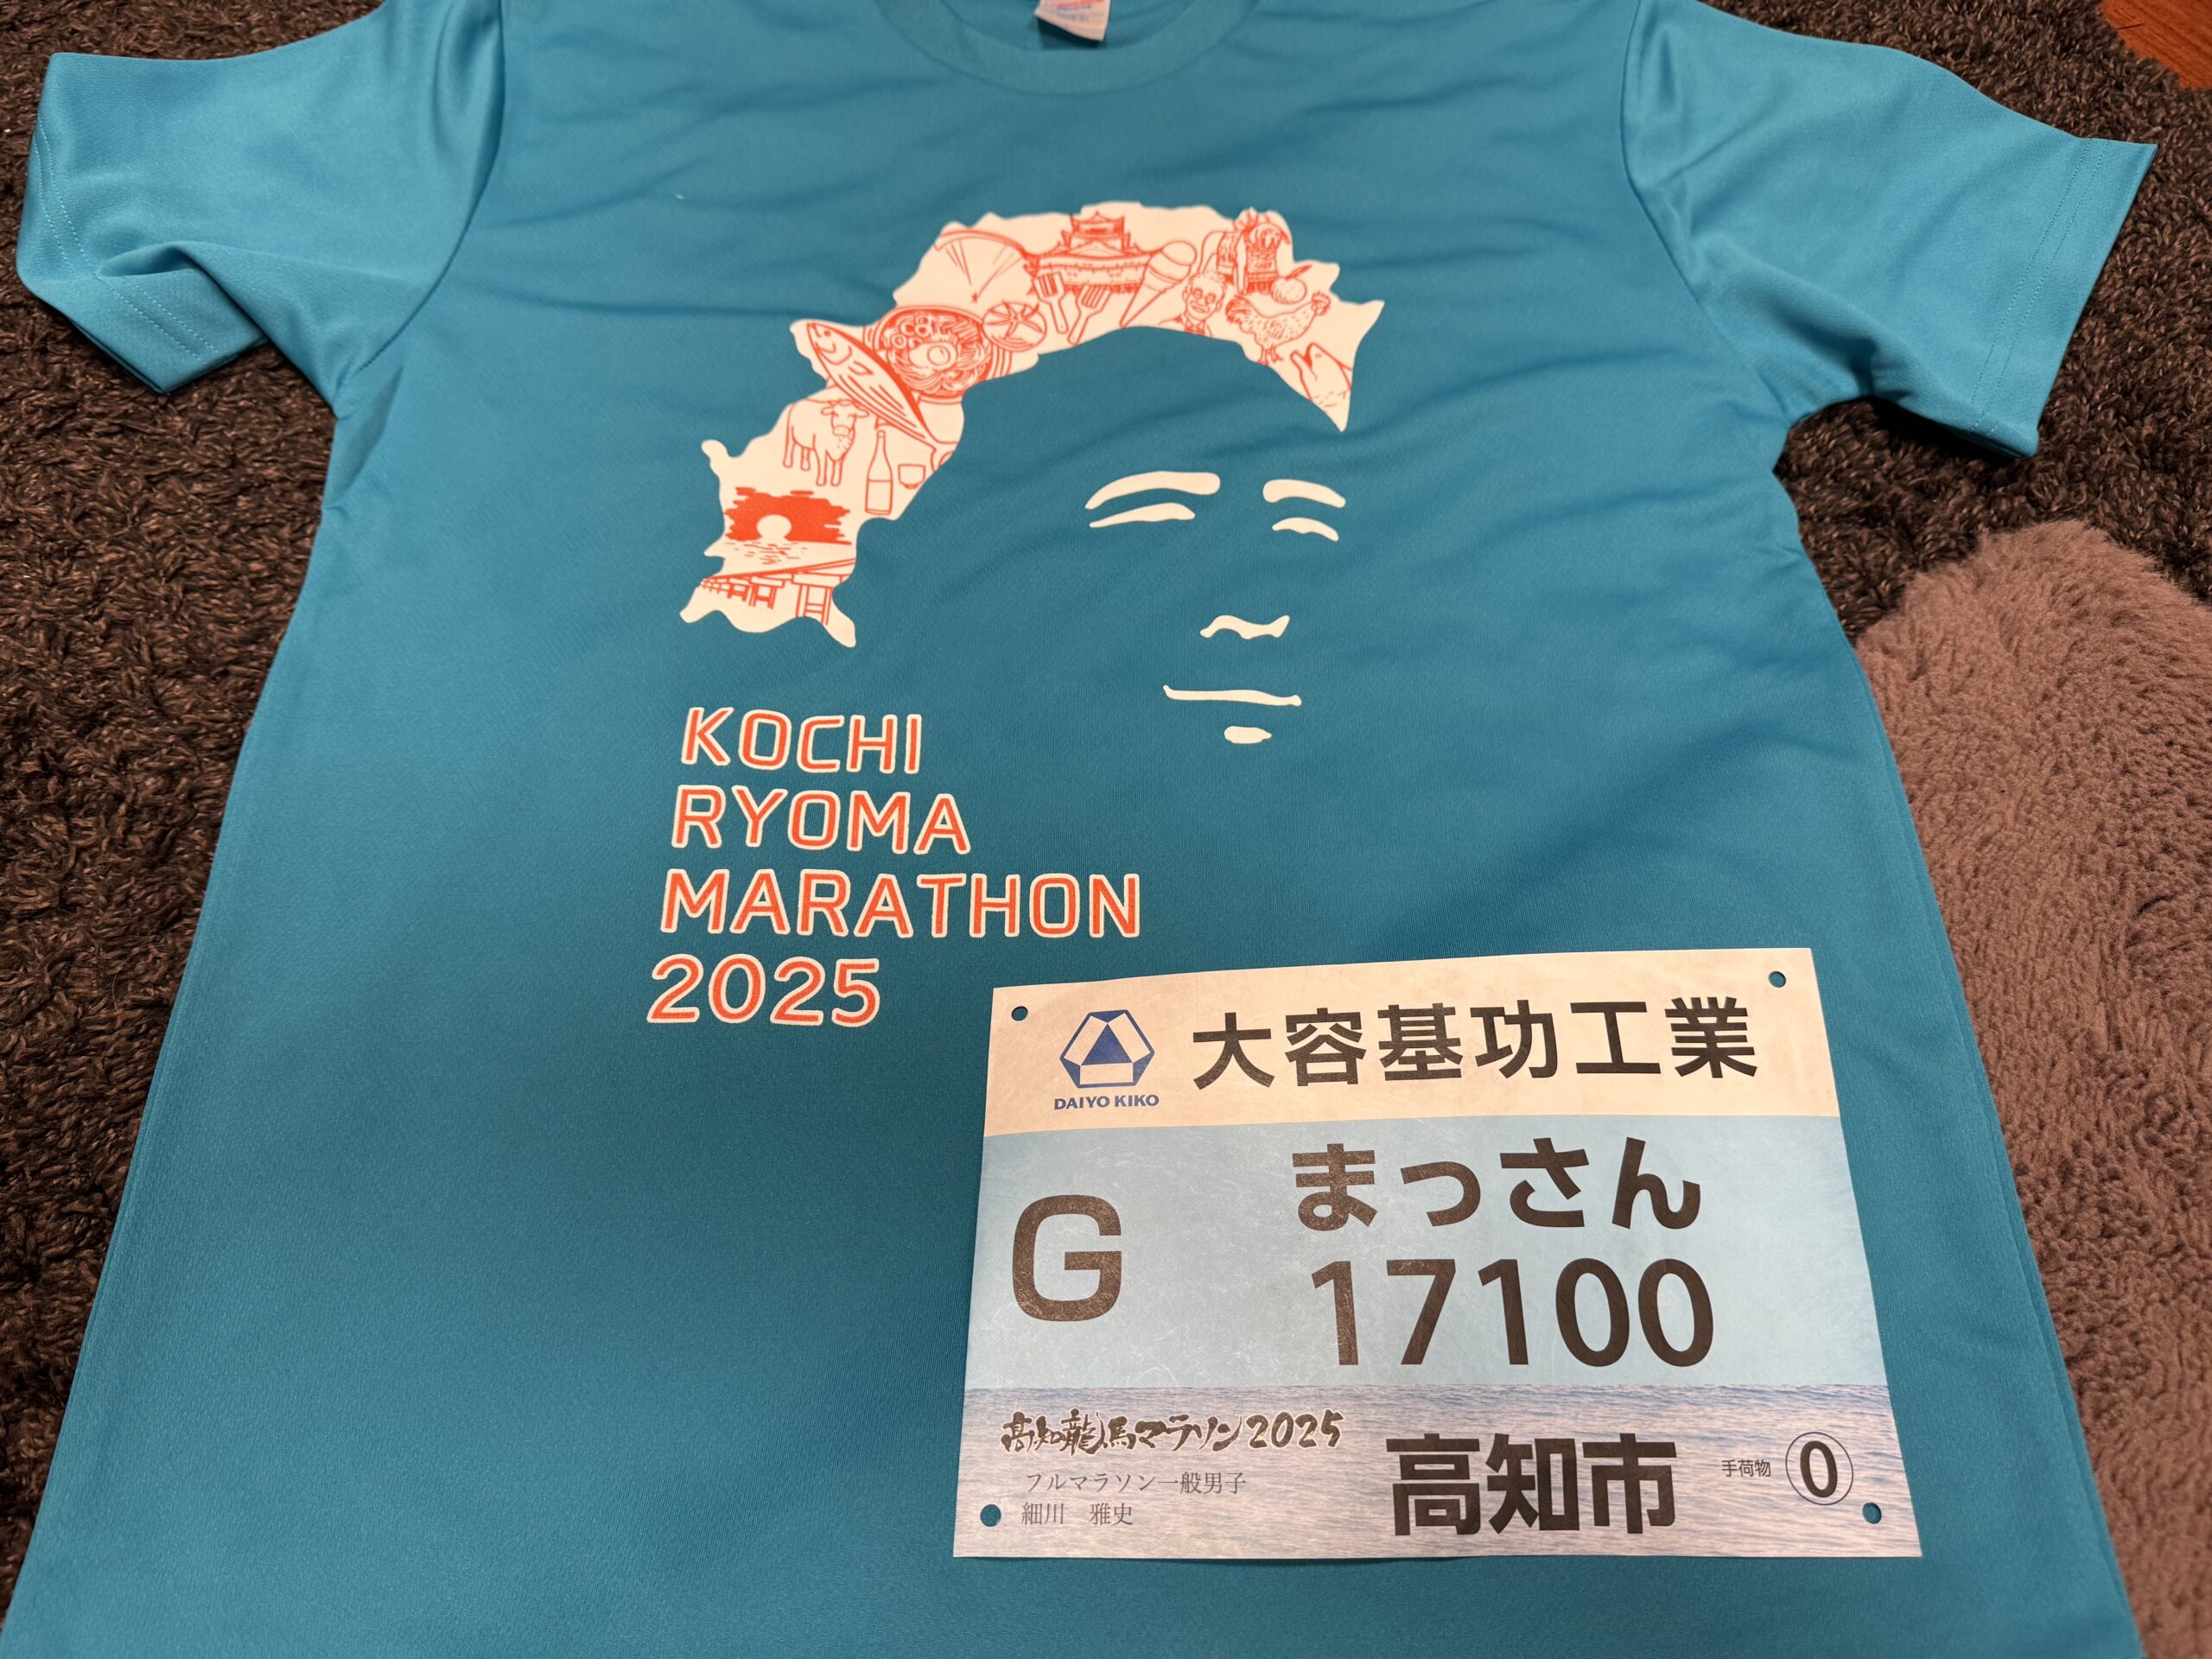 KOCHI
RYOMA
MARATHON
2025
DAIYO KIKO
大容基功工業
まっさん
G
17100
高知龍馬マラソン2025
フルマラソン一般男子
細川 雅史
高知市
手荷物
0